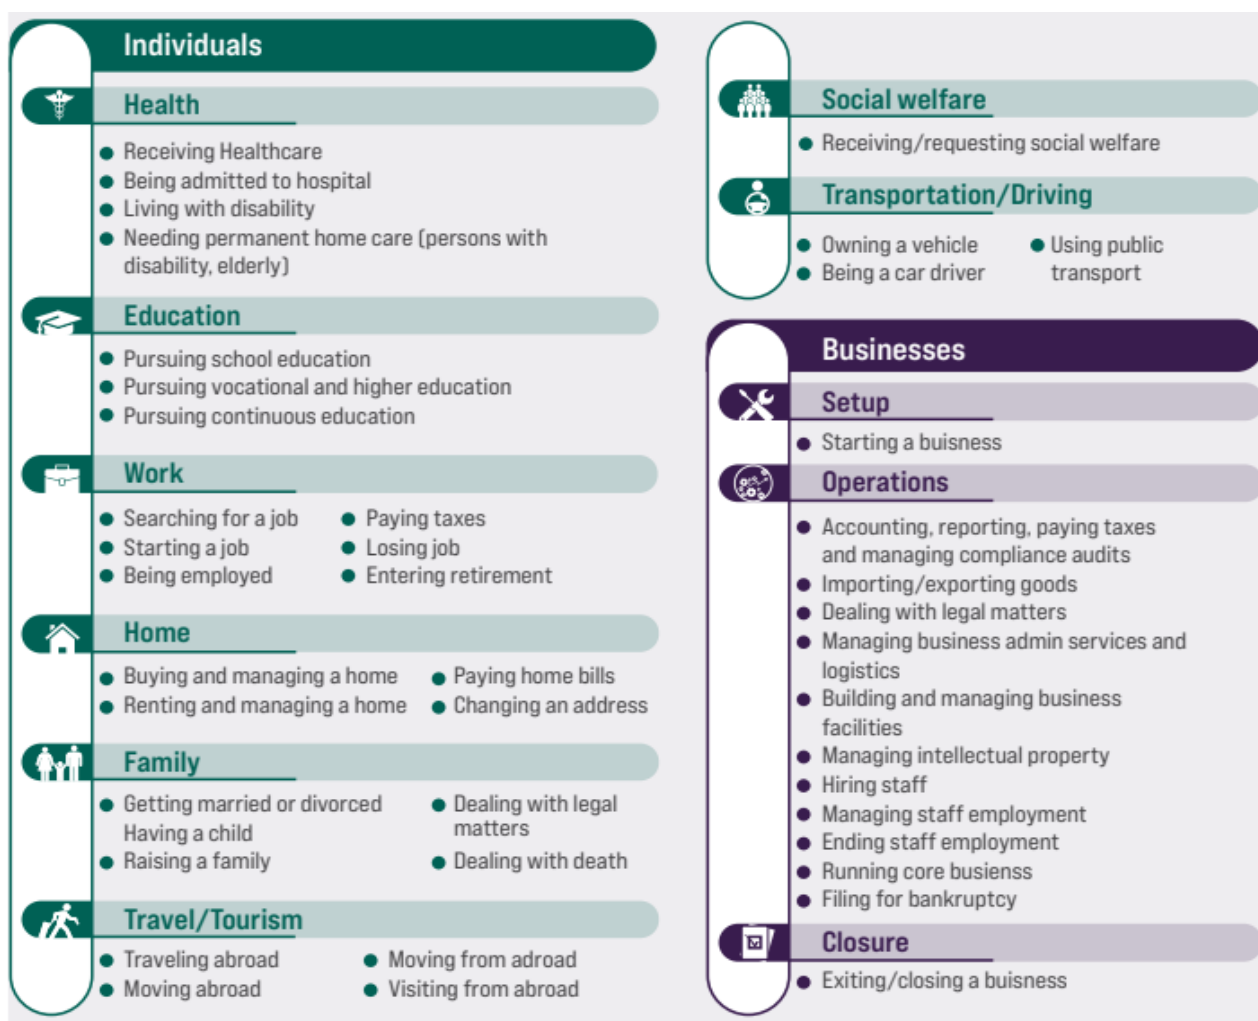 Individuals
Health
Receiving Healthcare
Being admitted to hospital
Living with disability
Needing permanent home care (persons with
disability, elderly)
Education
Pursuing school education
Pursuing vocational and higher education
Pursuing continuous education
Work
Searching for a job
Starting a job
Being employed
Paying taxes
Losing job
Entering retirement
Home
Buying and managing a home
Renting and managing a home
Paying home bills
Changing an address
Family
Getting married or divorced
Having a child
Raising a family
Dealing with legal
matters
Dealing with death
Travel/Tourism
Traveling abroad
Moving abroad
Moving from adroad
Visiting from abroad
Social welfare
Receiving/requesting social welfare
Transportation/Driving
Owning a vehicle
Being a car driver
Using public
transport
Businesses
Setup
Starting a buisness
Operations
Accounting, reporting, paying taxes
and managing compliance audits
Importing/exporting goods
Dealing with legal matters
Managing business admin services and
logistics
Building and managing business
facilities
Managing intellectual property
Hiring staff
Managing staff employment
Ending staff employment
Running core busienss
Filing for bankruptcy
Closure
Exiting/closing a buisness